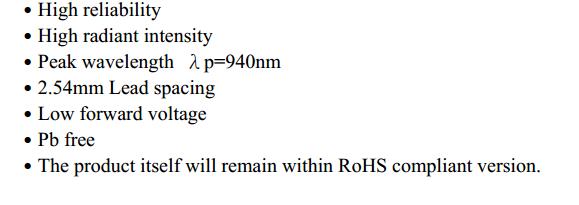 • High reliability
• High radiant intensity
• Peak wavelength λp=940nm
• 2.54mm Lead spacing
• Low forward voltage
• Pb free
• The product itself will remain within RoHS compliant version.